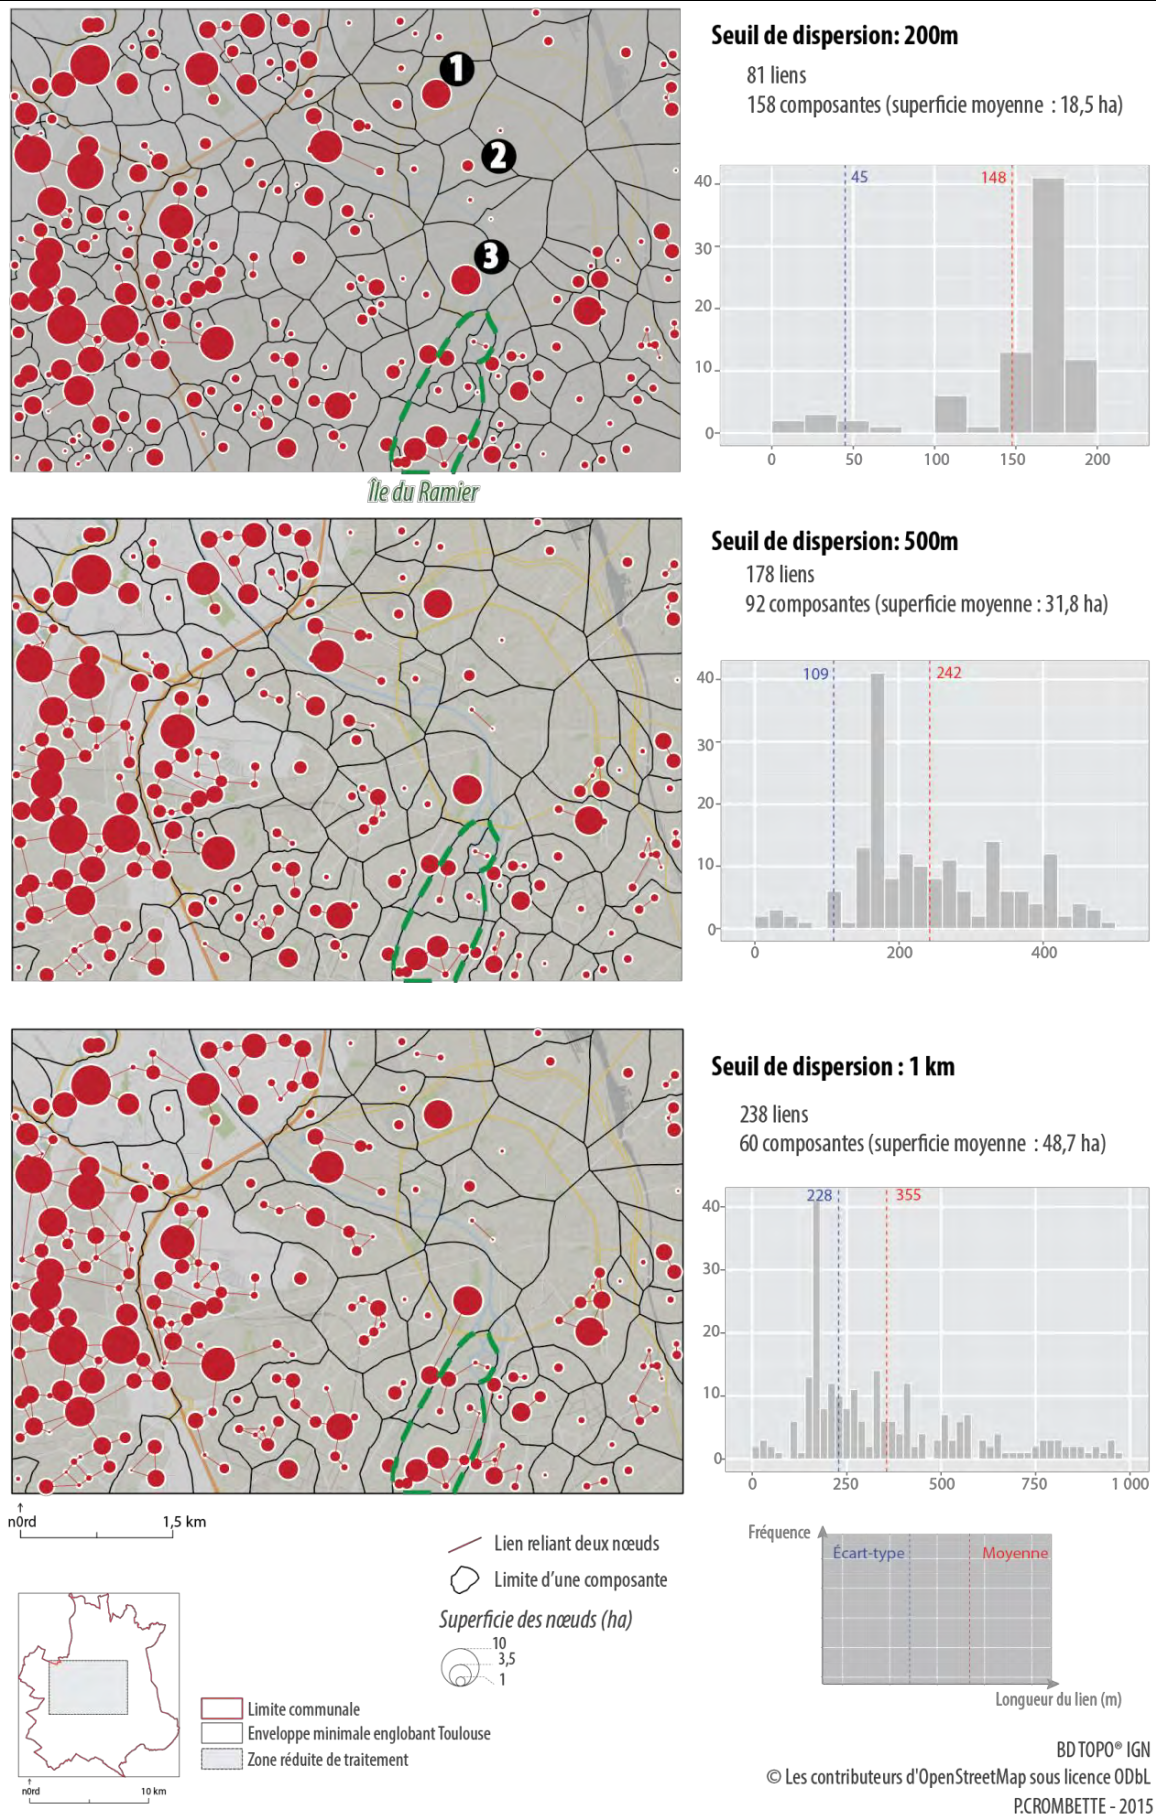 Seuil de dispersion: 200m
81 liens
158 composantes (superficie moyenne : 18,5 ha)
1
2
3
Île du Ramier
45
148
40
30
20
10
0
0 50 100 150 200
Seuil de dispersion: 500m
178 liens
92 composantes (superficie moyenne : 31,8 ha)
109
242
40
30
20
10
0
0 200 400
Seuil de dispersion : 1 km
238 liens
60 composantes (superficie moyenne : 48,7 ha)
228
355
40
30
20
10
0
0 250 500 750 1 000
n0rd
1,5 km
Lien reliant deux nœuds
Limite d'une composante
Superficie des nœuds (ha)
10
3,5
1
Fréquence
Écart-type
Moyenne
Longueur du lien (m)
Limite communale
Enveloppe minimale englobant Toulouse
Zone réduite de traitement
n0rd
10 km
BD TOPO® IGN
© Les contributeurs d'OpenStreetMap sous licence ODbL
P.CROMBETTE - 2015